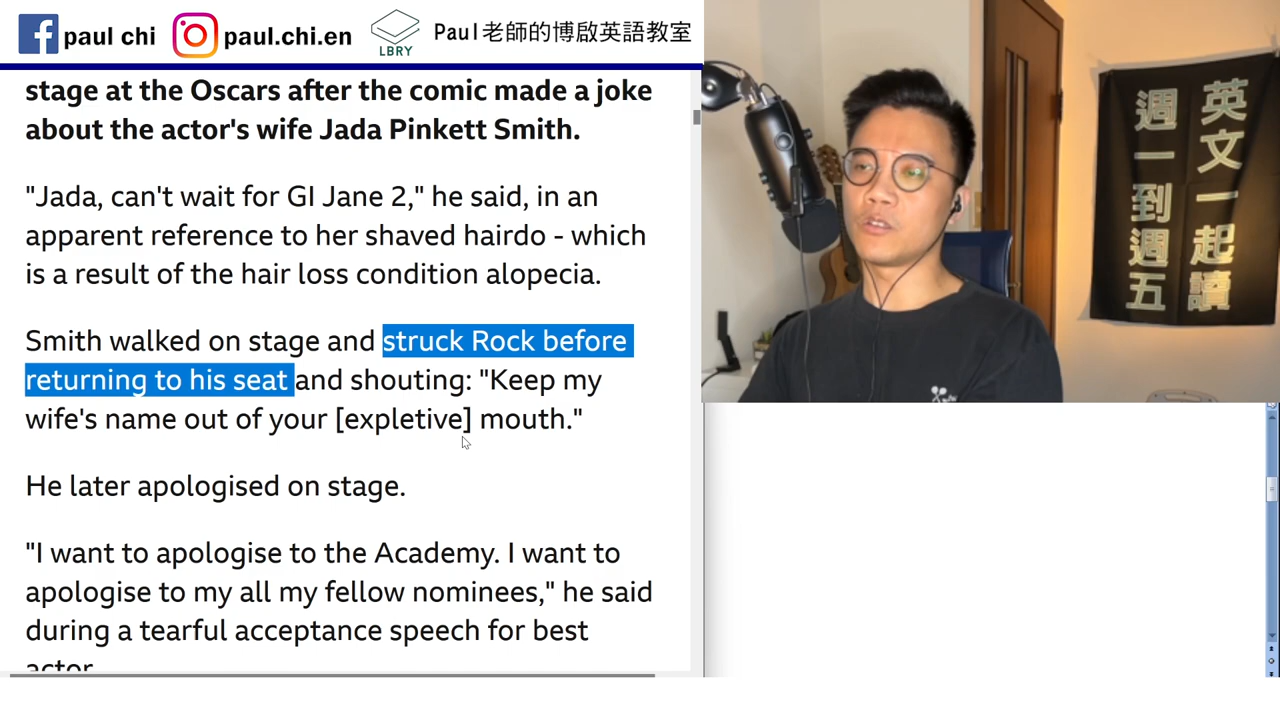 paul chi
paul.chi.en
LBRY
Paul老師的博啟英語教室
stage at the Oscars after the comic made a joke
about the actor's wife Jada Pinkett Smith.
"Jada, can't wait for GI Jane 2," he said, in an
apparent reference to her shaved hairdo - which
is a result of the hair loss condition alopecia.
Smith walked on stage and struck Rock before
returning to his seat and shouting: "Keep my
wife's name out of your [expletive] mouth."
He later apologised on stage.
"I want to apologise to the Academy. I want to
apologise to my all my fellow nominees," he said
during a tearful acceptance speech for best
actor.
英文一起讀
週一到週五